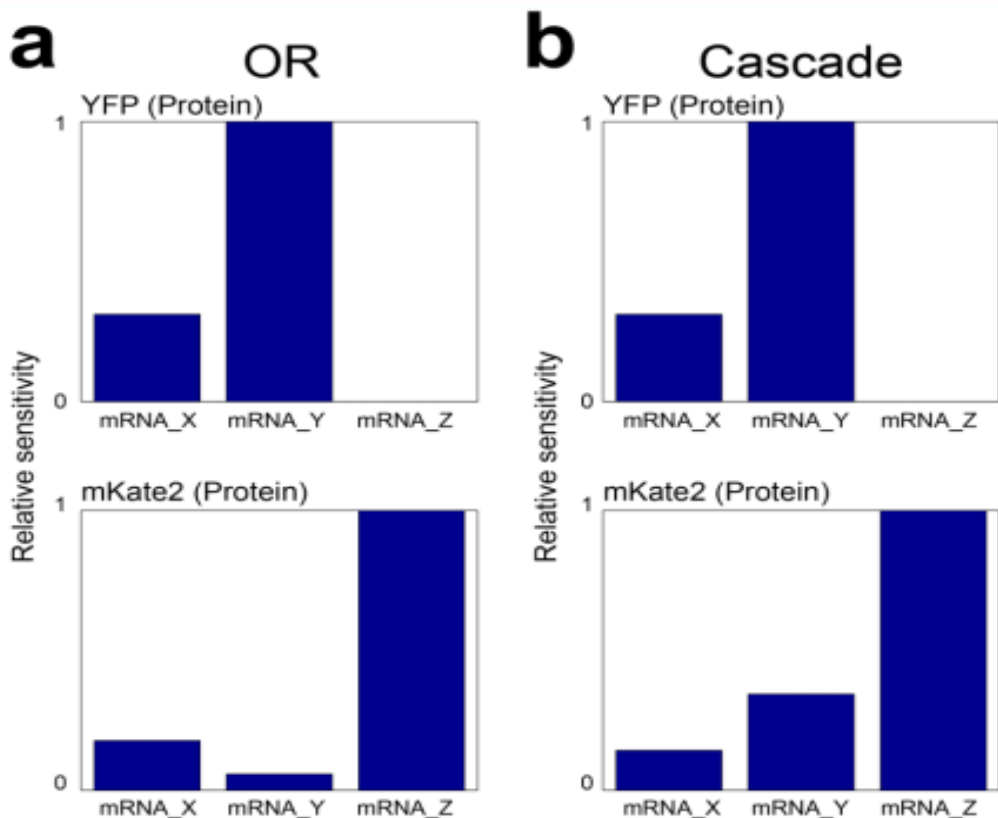 a
OR
YFP (Protein)
1
0
mRNA_X mRNA_Y mRNA_Z
mKate2 (Protein)
1
0
mRNA_X mRNA_Y mRNA_Z
Relative sensitivity
b
Cascade
YFP (Protein)
1
0
mRNA_X mRNA_Y mRNA_Z
mKate2 (Protein)
1
0
mRNA_X mRNA_Y mRNA_Z
Relative sensitivity